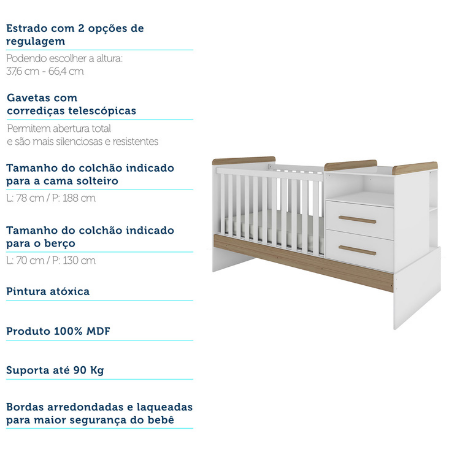 Estrado com 2 opções de
regulagem
Podendo escolher a altura:
37,6 cm - 66,4 cm
Gavetas com
corrediças telescópicas
Permitem abertura total
e são mais silenciosas e resistentes
Tamanho do colchão indicado
para a cama solteiro
L: 78 cm / P: 188 cm
Tamanho do colchão indicado
para o berço
L: 70 cm / P: 130 cm
Pintura atóxica
Produto 100% MDF
Suporta até 90 Kg
Bordas arredondadas e laqueadas
para maior segurança do bebê